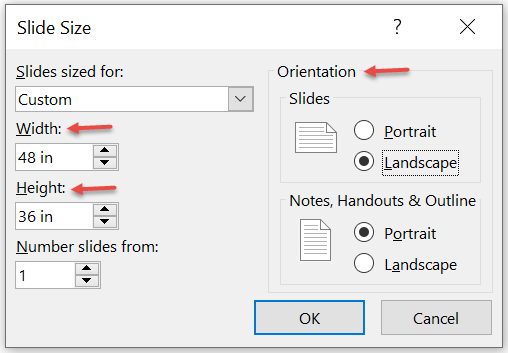 Slide Size
?
Slides sized for:
Custom
Width:
48 in
Height:
36 in
Number slides from:
1
Orientation
Slides
Portrait
Landscape
Notes, Handouts & Outline
Portrait
Landscape
OK
Cancel